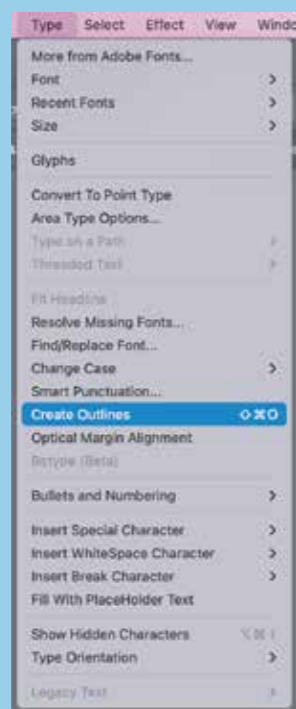 Type Select Effect View Windo
More from Adobe Fonts...
Font >
Recent Fonts >
Size >
Glyphs
Convert To Point Type
Area Type Options...
Type on a Path >
Threaded Text >
Fit Headline
Resolve Missing Fonts...
Find/Replace Font...
Change Case >
Smart Punctuation...
Create Outlines ⇧⌘O
Optical Margin Alignment
Retype (Beta)
Bullets and Numbering >
Insert Special Character >
Insert WhiteSpace Character >
Insert Break Character >
Fill With PlaceHolder Text
Show Hidden Characters ⌥⌘I
Type Orientation >
Legacy Text >